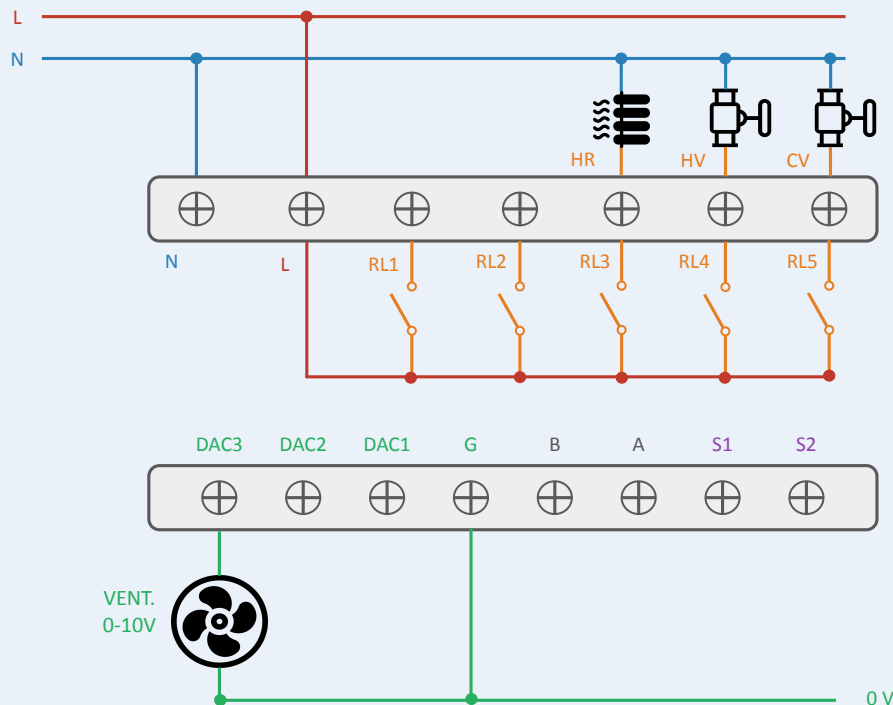 L
N
HR
HV
CV
N
L
RL1
RL2
RL3
RL4
RL5
DAC3
DAC2
DAC1
G
B
A
S1
S2
VENT.
0-10V
0 V